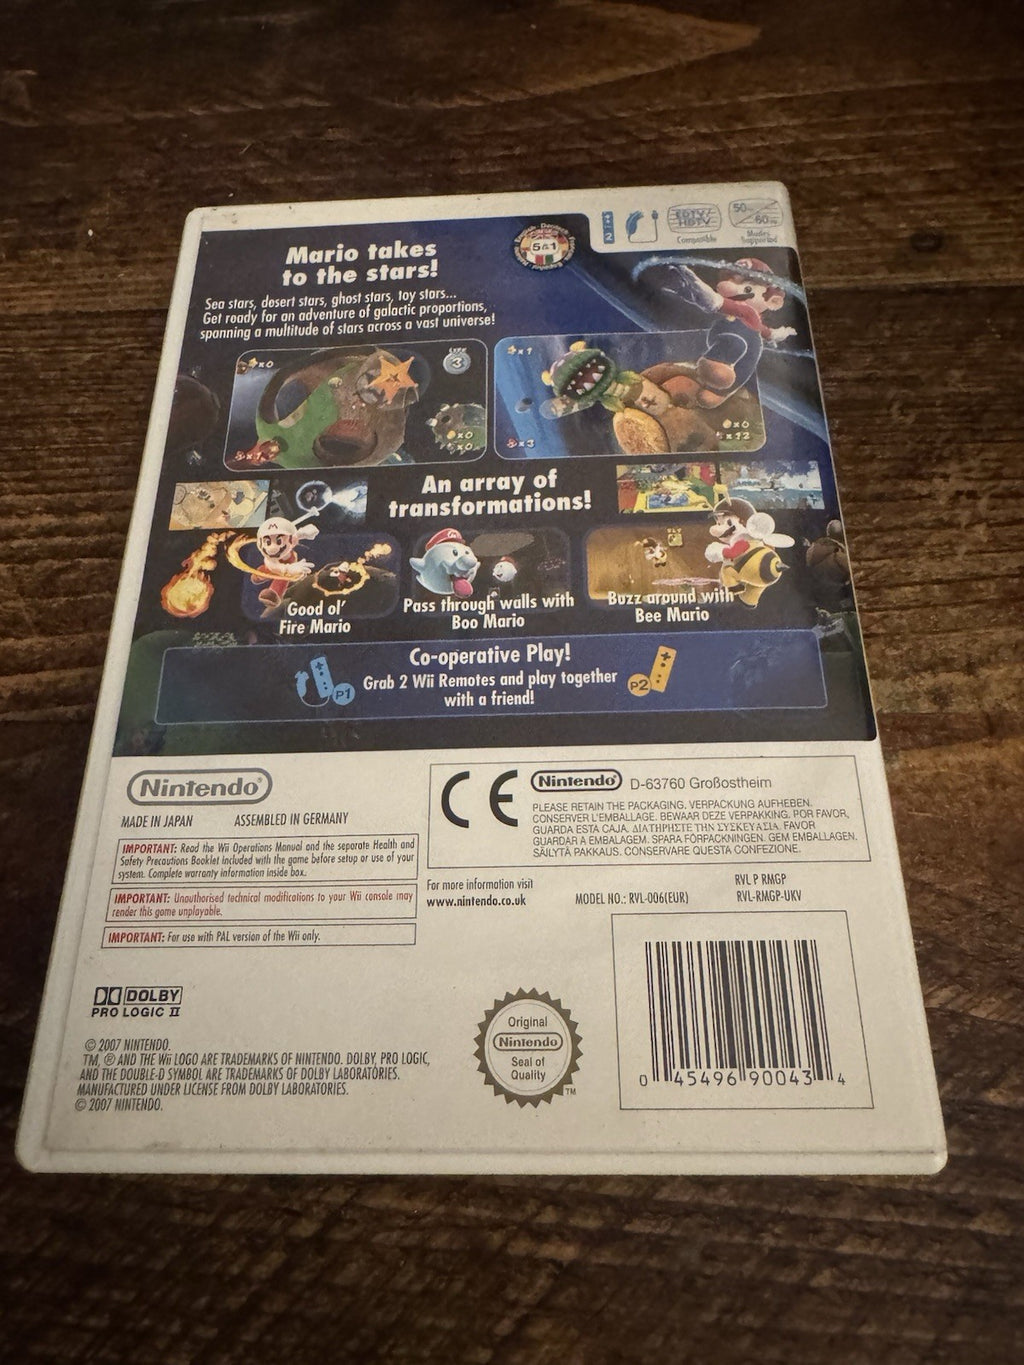 5&1
2
EDTV/
HDTV
Compatible
50Hz
60Hz
Modes
Supported
Mario takes
to the stars!
Sea stars, desert stars, ghost stars, toy stars...
Get ready for an adventure of galactic proportions,
spanning a multitude of stars across a vast universe!
An array of
transformations!
Good ol'
Fire Mario
Pass through walls with
Boo Mario
Buzz around with
Bee Mario
Co-operative Play!
P1
Grab 2 Wii Remotes and play together
with a friend!
P2
Nintendo®
MADE IN JAPAN ASSEMBLED IN GERMANY
IMPORTANT: Read the Wii Operations Manual and the separate Health and
Safety Precautions Booklet included with the game before setup or use of your
system. Complete warranty information inside box.
IMPORTANT: Unauthorised technical modifications to your Wii console may
render this game unplayable.
IMPORTANT: For use with PAL version of the Wii only.
CE Nintendo® D-63760 Großostheim
PLEASE RETAIN THE PACKAGING. VERPACKUNG AUFHEBEN.
CONSERVER L'EMBALLAGE. BEWAAR DEZE VERPAKKING. POR FAVOR,
GUARDA ESTA CAJA. ΔΙΑΤΗΡΗΣΤΕ ΤΗΝ ΣΥΣΚΕΥΑΣΙΑ. FAVOR
GUARDAR A EMBALAGEM. SPARA FÖRPACKNINGEN. GEM EMBALLAGEN.
SÄILYTÄ PAKKAUS. CONSERVARE QUESTA CONFEZIONE.
For more information visit
www.nintendo.co.uk
MODEL NO.: RVL-006(EUR)
RVL P RMGP
RVL-RMGP-UKV
DOLBY
PRO LOGIC II
© 2007 NINTENDO.
TM, ® AND THE Wii LOGO ARE TRADEMARKS OF NINTENDO. DOLBY, PRO LOGIC,
AND THE DOUBLE-D SYMBOL ARE TRADEMARKS OF DOLBY LABORATORIES.
MANUFACTURED UNDER LICENSE FROM DOLBY LABORATORIES.
© 2007 NINTENDO.
Original
Nintendo
Seal of
Quality
TM
0 45496 90043 4